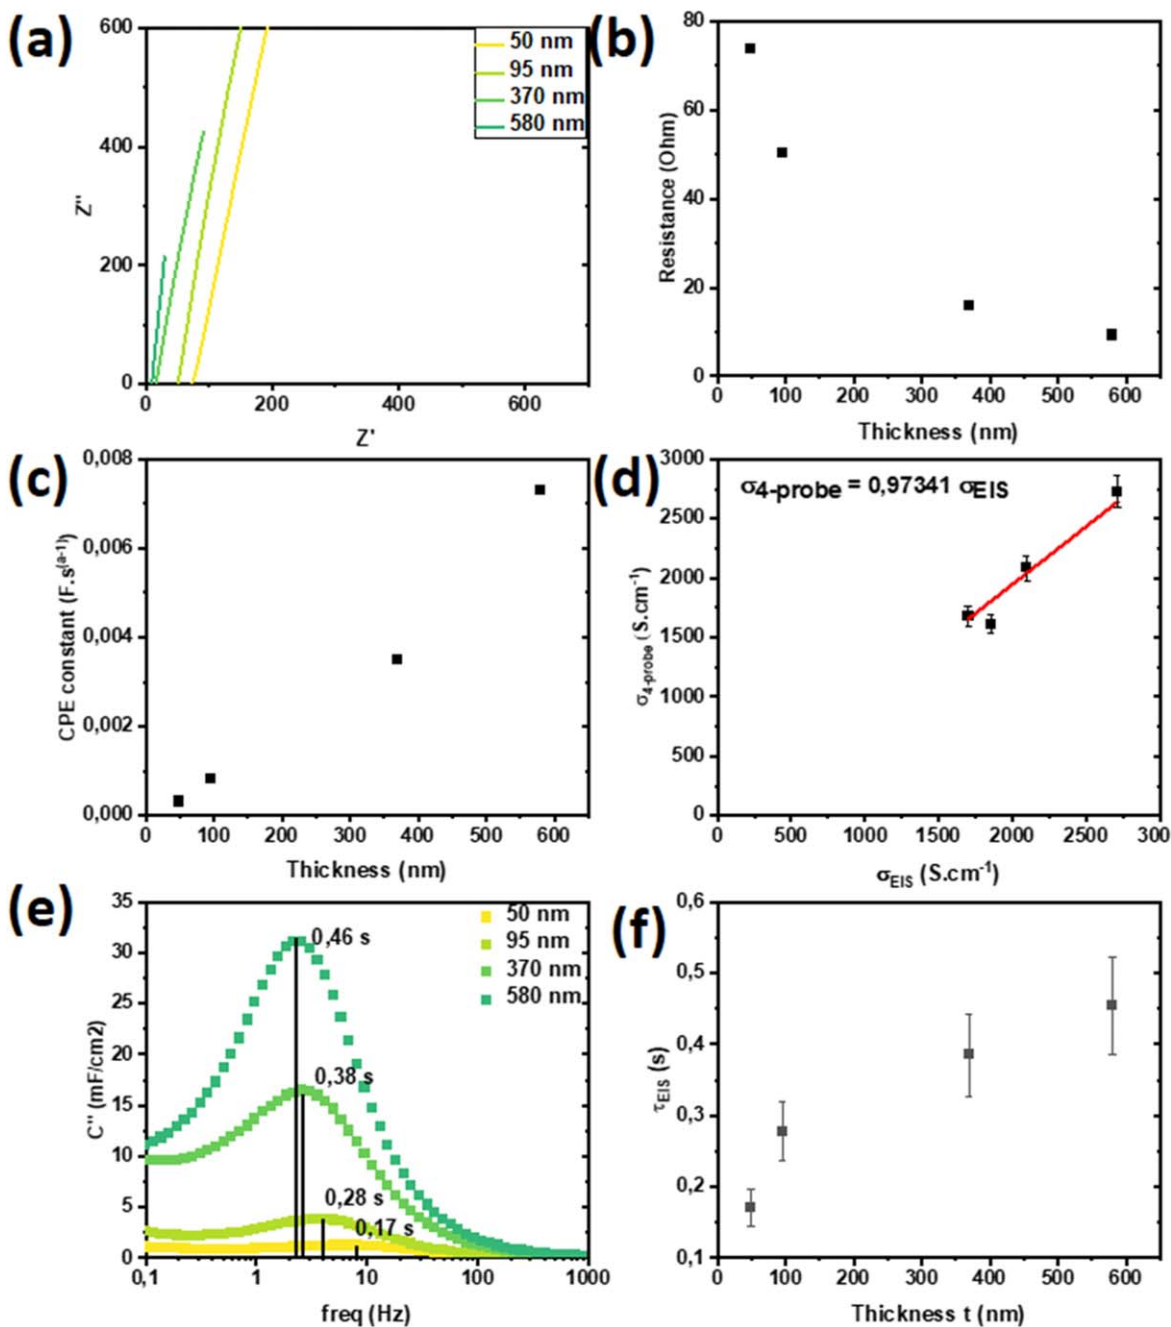 (a)
600
400
200
0
Z''
0 200 400 600
Z'
50 nm
95 nm
370 nm
580 nm
(b)
80
60
40
20
0
Resistance (Ohm)
0 100 200 300 400 500 600
Thickness (nm)
(c)
0,008
0,006
0,004
0,002
0,000
CPE constant (F.s(a-1))
0 100 200 300 400 500 600
Thickness (nm)
(d)
σ4-probe = 0,97341 σEIS
3000
2500
2000
1500
1000
500
0
σ4-probe (S.cm-1)
0 500 1000 1500 2000 2500 300
σEIS (S.cm-1)
(e)
35
30
25
20
15
10
5
0
C'' (mF/cm2)
0,46 s
0,38 s
0,28 s
0,17 s
50 nm
95 nm
370 nm
580 nm
0,1 1 10 100 1000
freq (Hz)
(f)
0,6
0,5
0,4
0,3
0,2
0,1
τEIS (s)
0 100 200 300 400 500 600
Thickness t (nm)